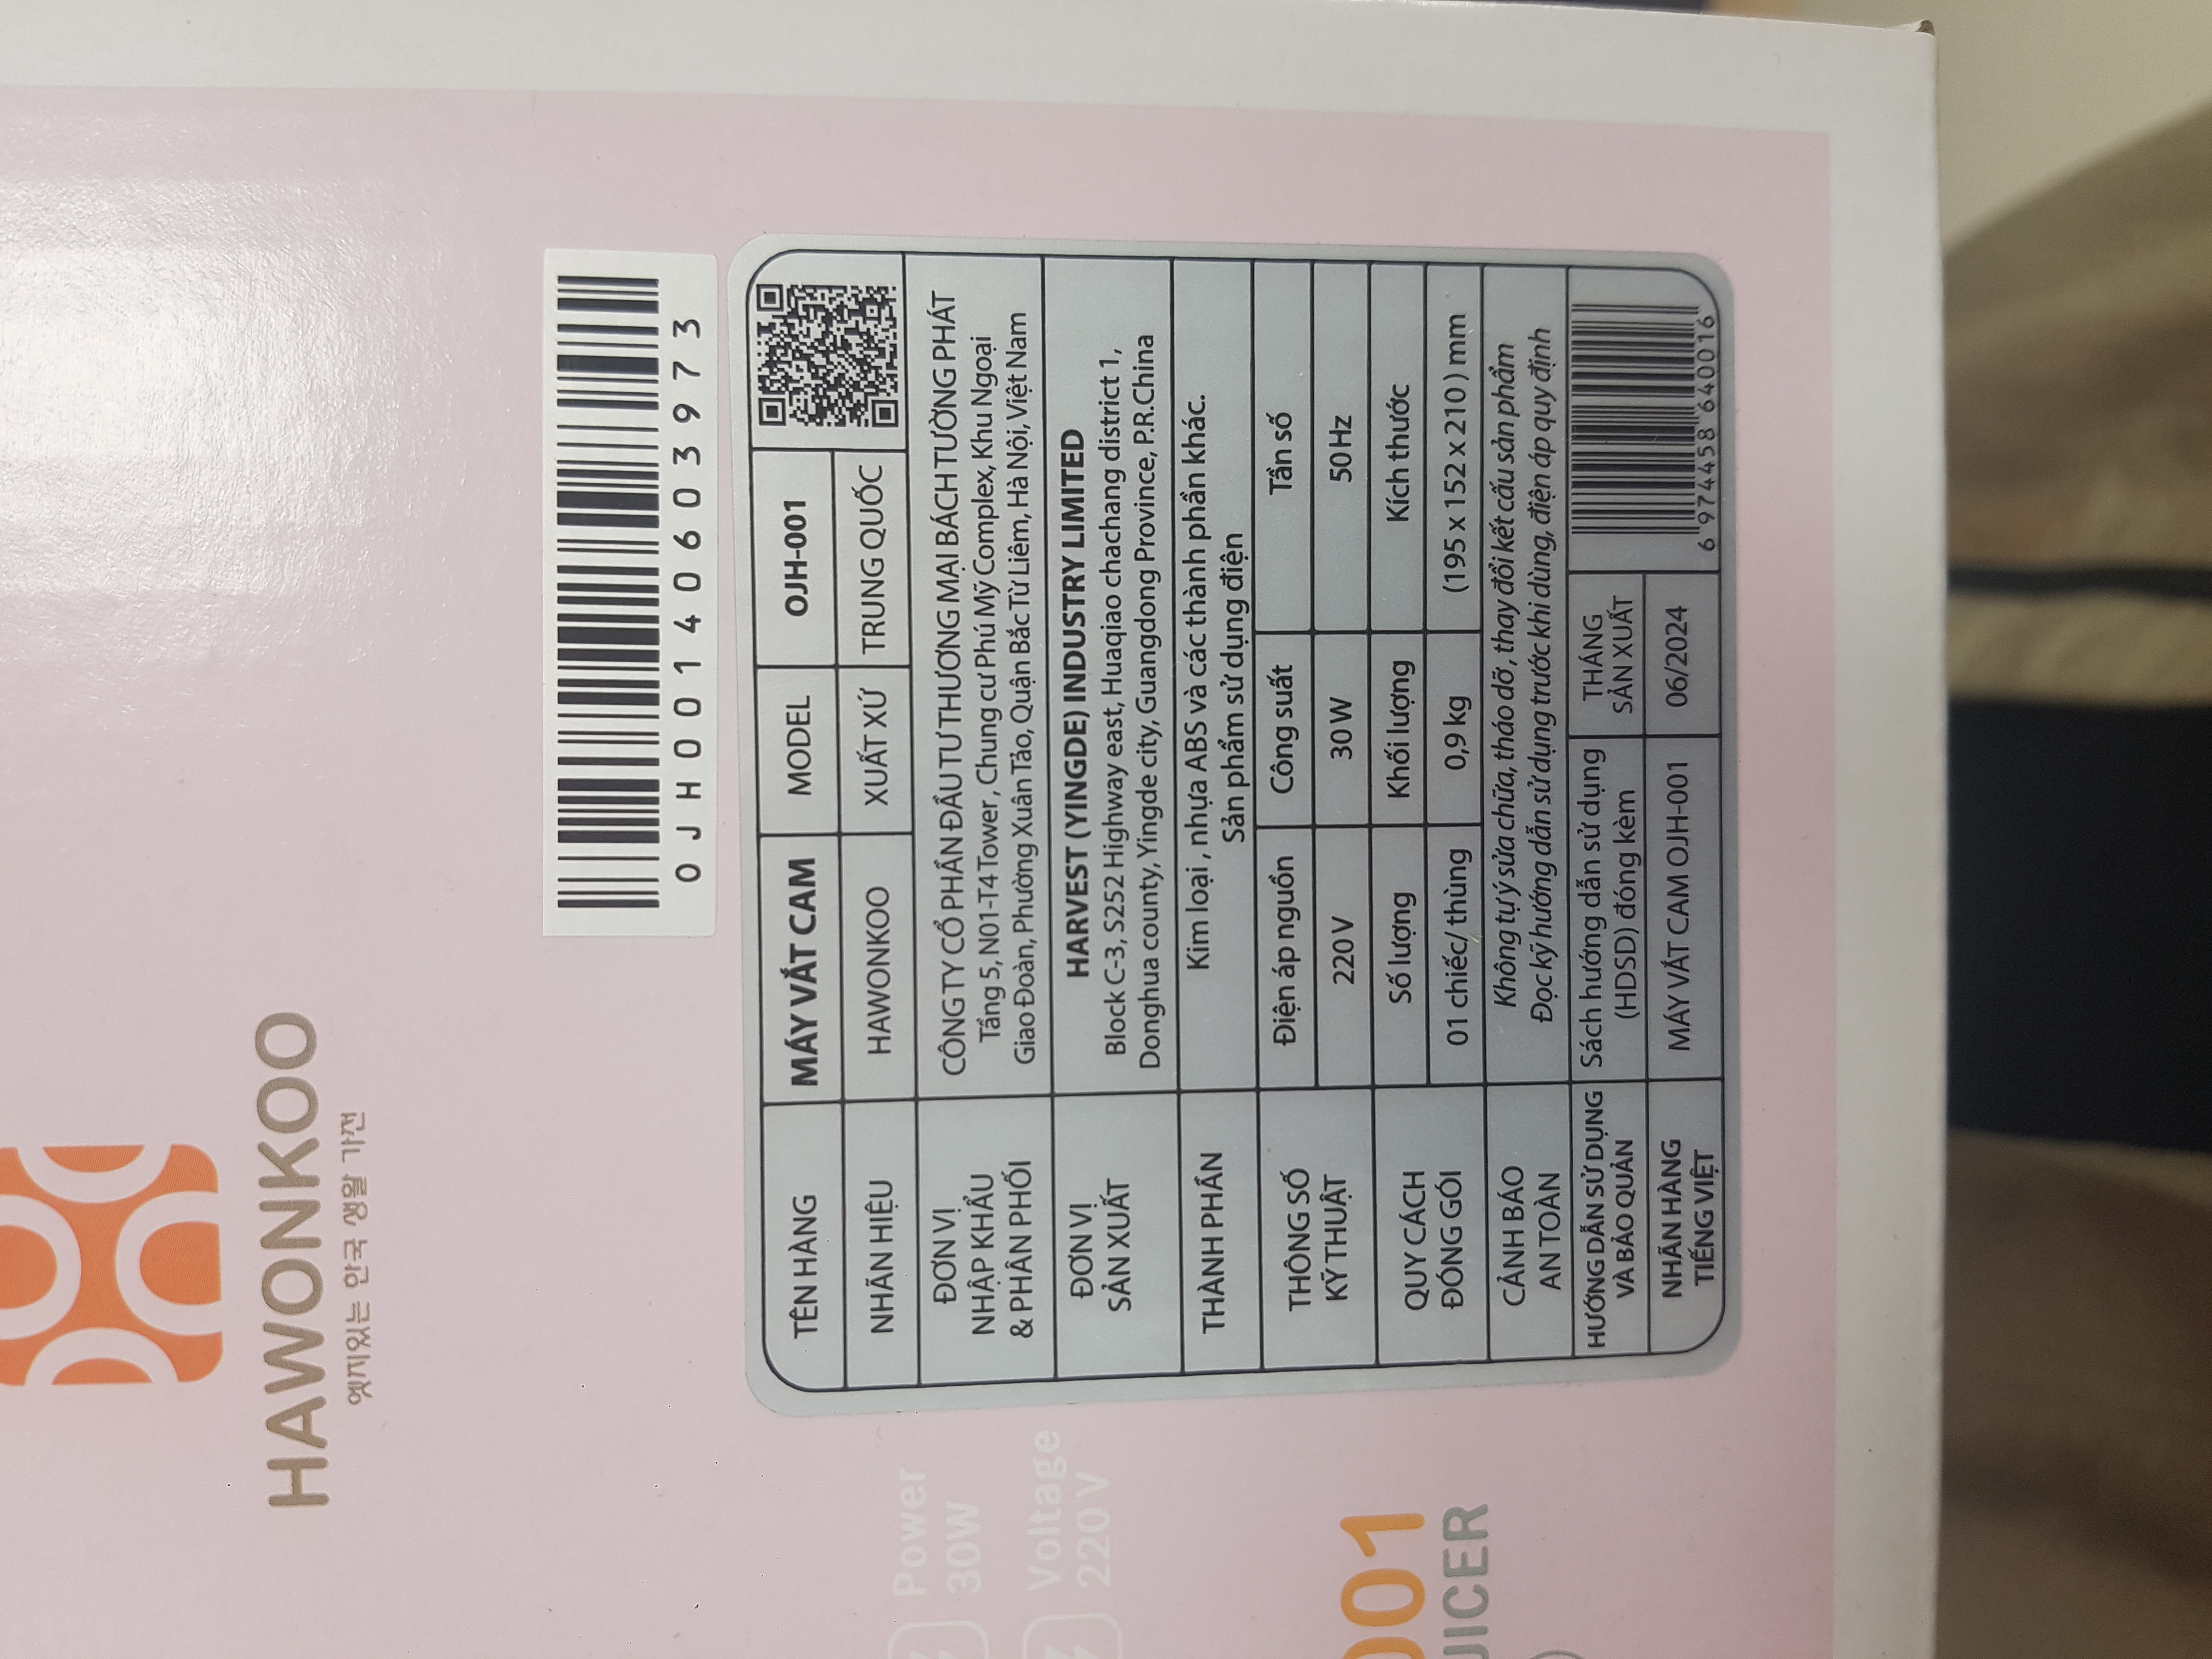 HAWONKOO
엣지있는 한국 생활 가전
OJH00140603973
TÊN HÀNG MÁY VẮT CAM MODEL OJH-001
NHÃN HIỆU HAWONKOO XUẤT XỨ TRUNG QUỐC
Power
30W
Voltage
220 V
ĐƠN VỊ
NHẬP KHẨU
& PHÂN PHỐI
CÔNG TY CỔ PHẦN ĐẦU TƯ THƯƠNG MẠI BÁCH TƯỜNG PHÁT
Tầng 5, N01-T4 Tower, Chung cư Phú Mỹ Complex, Khu Ngoại
Giao Đoàn, Phường Xuân Tảo, Quận Bắc Từ Liêm, Hà Nội, Việt Nam
ĐƠN VỊ
SẢN XUẤT
HARVEST (YINGDE) INDUSTRY LIMITED
Block C-3, S252 Highway east, Huaqiao chachang district 1,
Donghua county, Yingde city, Guangdong Province, P.R.China
THÀNH PHẦN
Kim loại , nhựa ABS và các thành phần khác.
Sản phẩm sử dụng điện
THÔNG SỐ
KỸ THUẬT
Điện áp nguồn Công suất Tần số
220 V 30 W 50 Hz
001
JUICER
QUY CÁCH
ĐÓNG GÓI
Số lượng Khối lượng Kích thước
01 chiếc/ thùng 0,9 kg (195 x 152 x 210 ) mm
CẢNH BÁO
AN TOÀN
Không tự ý sửa chữa, tháo dỡ, thay đổi kết cấu sản phẩm
Đọc kỹ hướng dẫn sử dụng trước khi dùng, điện áp quy định
HƯỚNG DẪN SỬ DỤNG
VÀ BẢO QUẢN
Sách hướng dẫn sử dụng
(HDSD) đóng kèm
THÁNG
SẢN XUẤT
NHÃN HÀNG
TIẾNG VIỆT
MÁY VẮT CAM OJH-001
06/2024
6 974458 640016